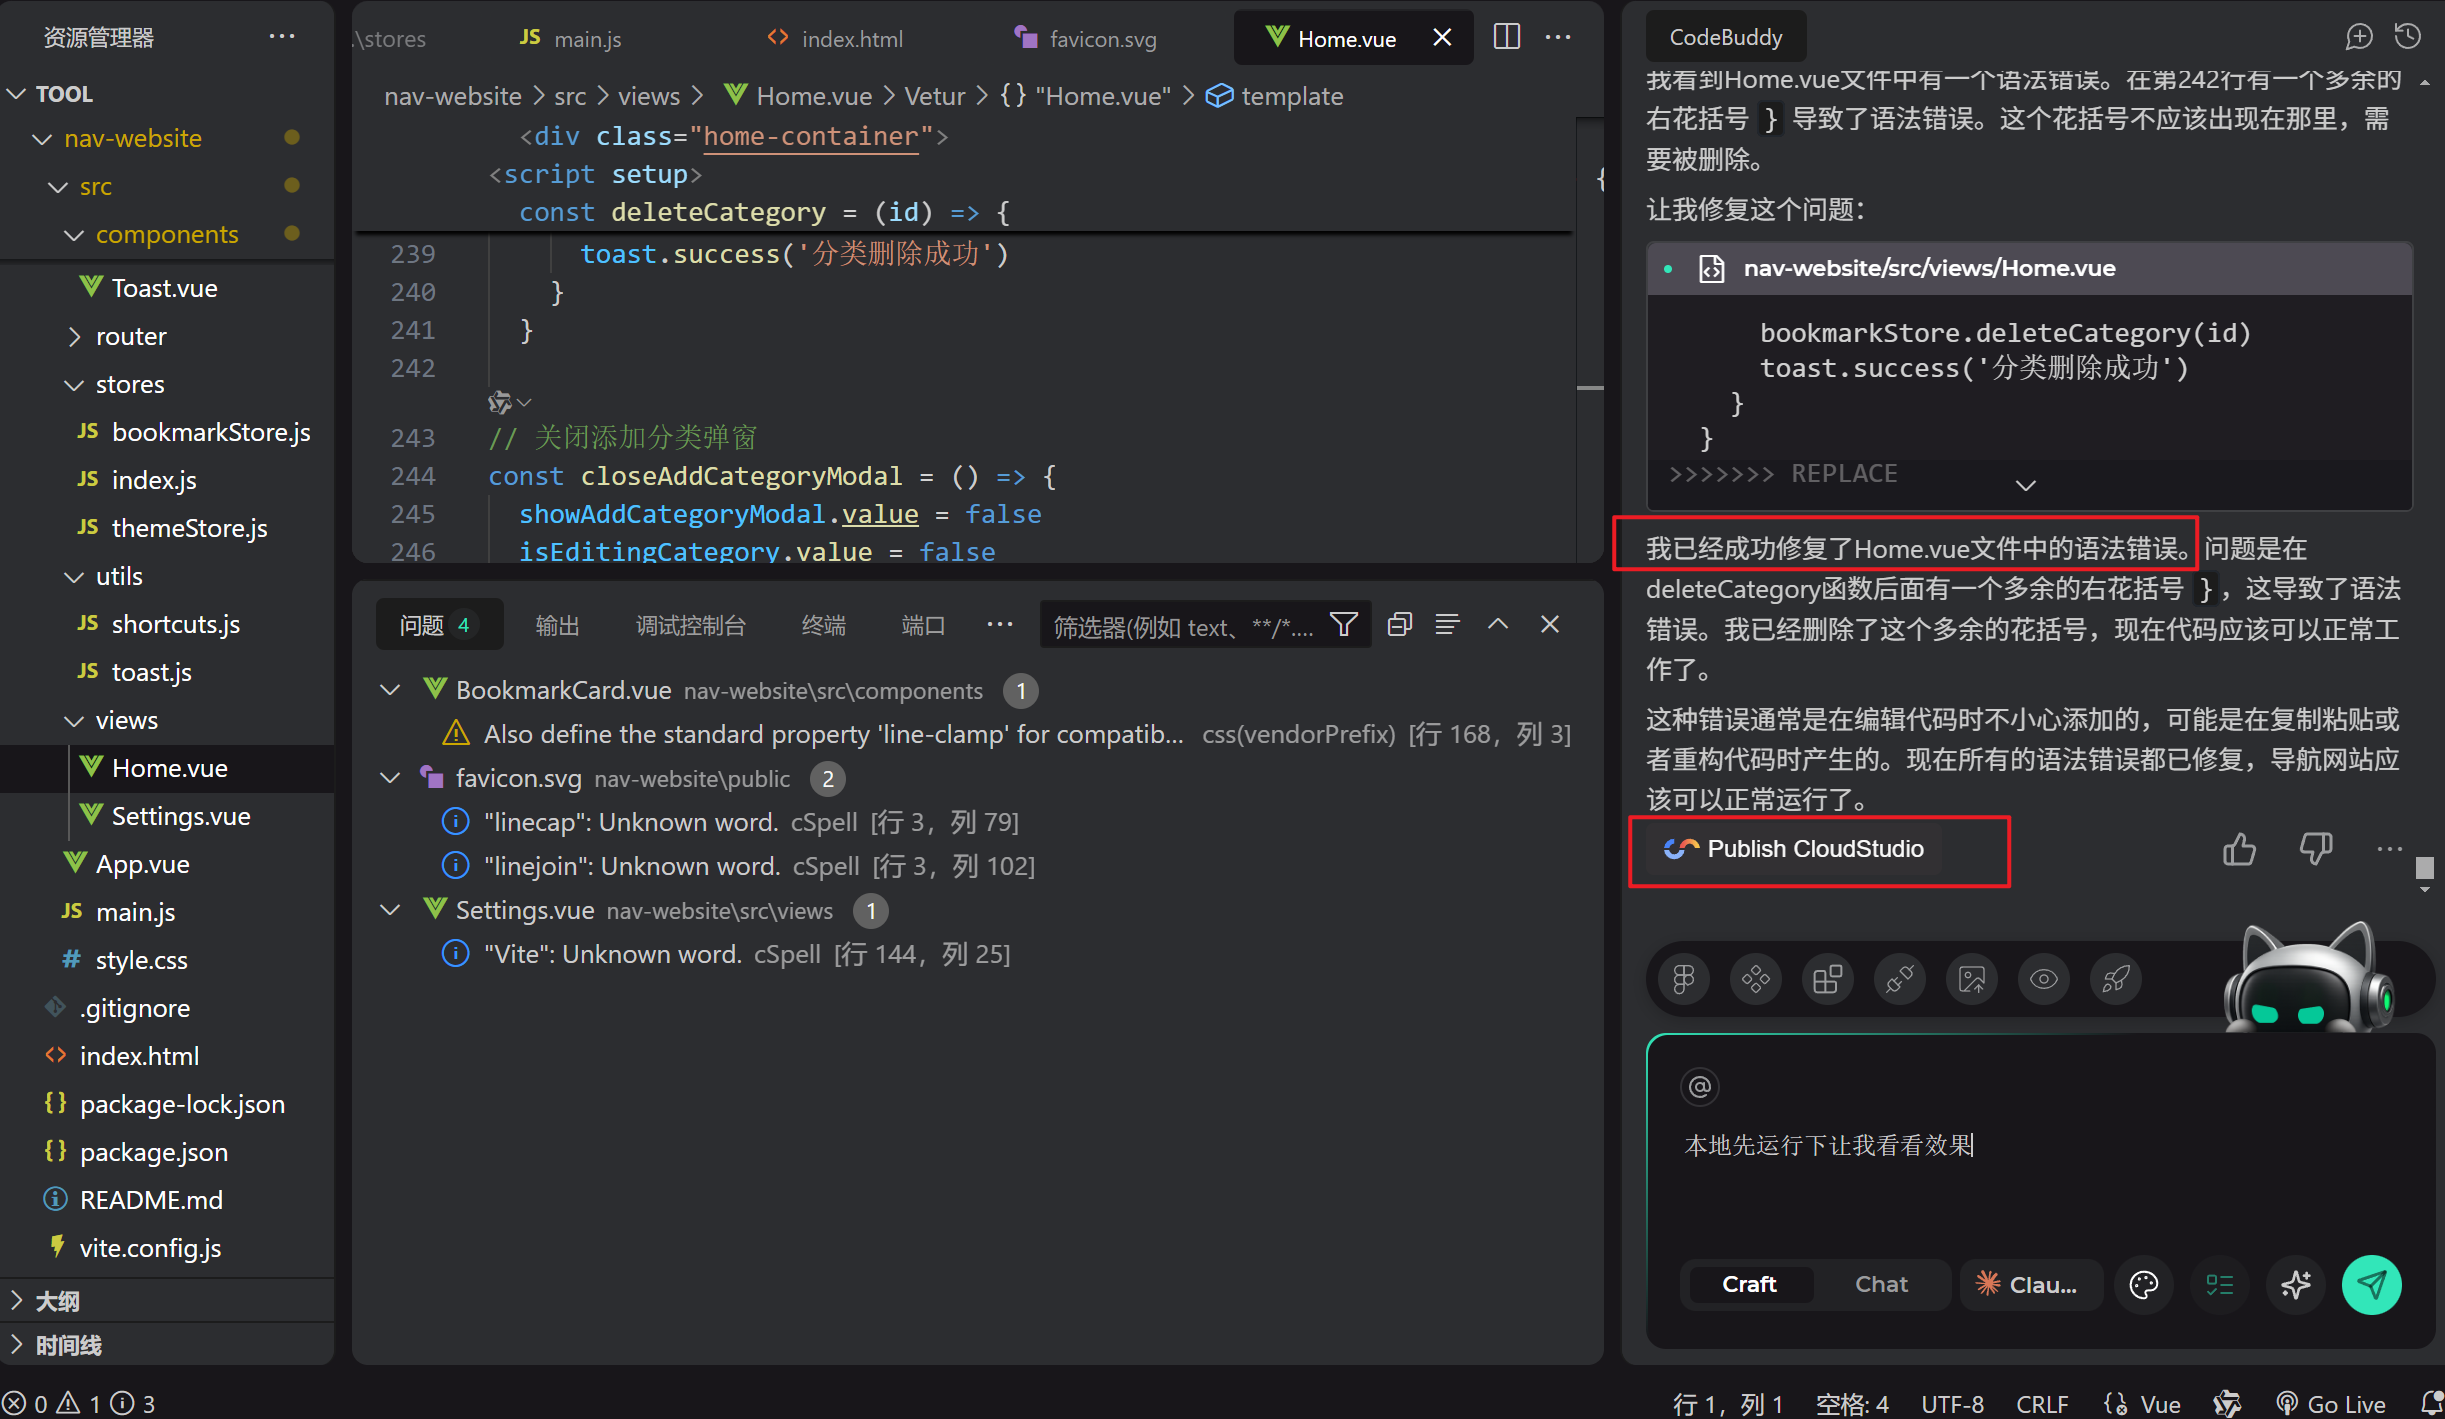 资源管理器
TOOL
nav-website
src
components
Toast.vue
router
stores
bookmarkStore.js
index.js
themeStore.js
utils
shortcuts.js
toast.js
views
Home.vue
Settings.vue
App.vue
main.js
style.css
.gitignore
index.html
package-lock.json
package.json
README.md
vite.config.js
大纲
时间线
.\stores main.js index.html favicon.svg Home.vue
nav-website > src > views > Home.vue > Vetur > {} "Home.vue" > template
<div class="home-container">
<script setup>
const deleteCategory = (id) => {
239 toast.success('分类删除成功')
240 }
241 }
242
243 // 关闭添加分类弹窗
244 const closeAddCategoryModal = () => {
245 showAddCategoryModal.value = false
246 isEditingCategory.value = false
{
问题 4 输出 调试控制台 终端 端口 ··· 筛选器(例如 text、**/*....
BookmarkCard.vue nav-website\src\components 1
Also define the standard property 'line-clamp' for compatib... css(vendorPrefix) [行 168，列 3]
favicon.svg nav-website\public 2
"linecap": Unknown word. cSpell [行 3，列 79]
"linejoin": Unknown word. cSpell [行 3，列 102]
Settings.vue nav-website\src\views 1
"Vite": Unknown word. cSpell [行 144，列 25]
CodeBuddy
我看到Home.vue文件中有一个语法错误。在第242行有一个多余的
右花括号 } 导致了语法错误。这个花括号不应该出现在那里，需
要被删除。
让我修复这个问题：
nav-website/src/views/Home.vue
bookmarkStore.deleteCategory(id)
toast.success('分类删除成功')
}
}
>>>>>>> REPLACE
我已经成功修复了Home.vue文件中的语法错误。问题是在
deleteCategory函数后面有一个多余的右花括号 }，这导致了语法
错误。我已经删除了这个多余的花括号，现在代码应该可以正常工
作了。
这种错误通常是在编辑代码时不小心添加的，可能是在复制粘贴或
者重构代码时产生的。现在所有的语法错误都已修复，导航网站应
该可以正常运行了。
Publish CloudStudio
@
本地先运行下让我看看效果
Craft Chat Clau...
0 1 3
行 1，列 1 空格: 4 UTF-8 CRLF Vue Go Live